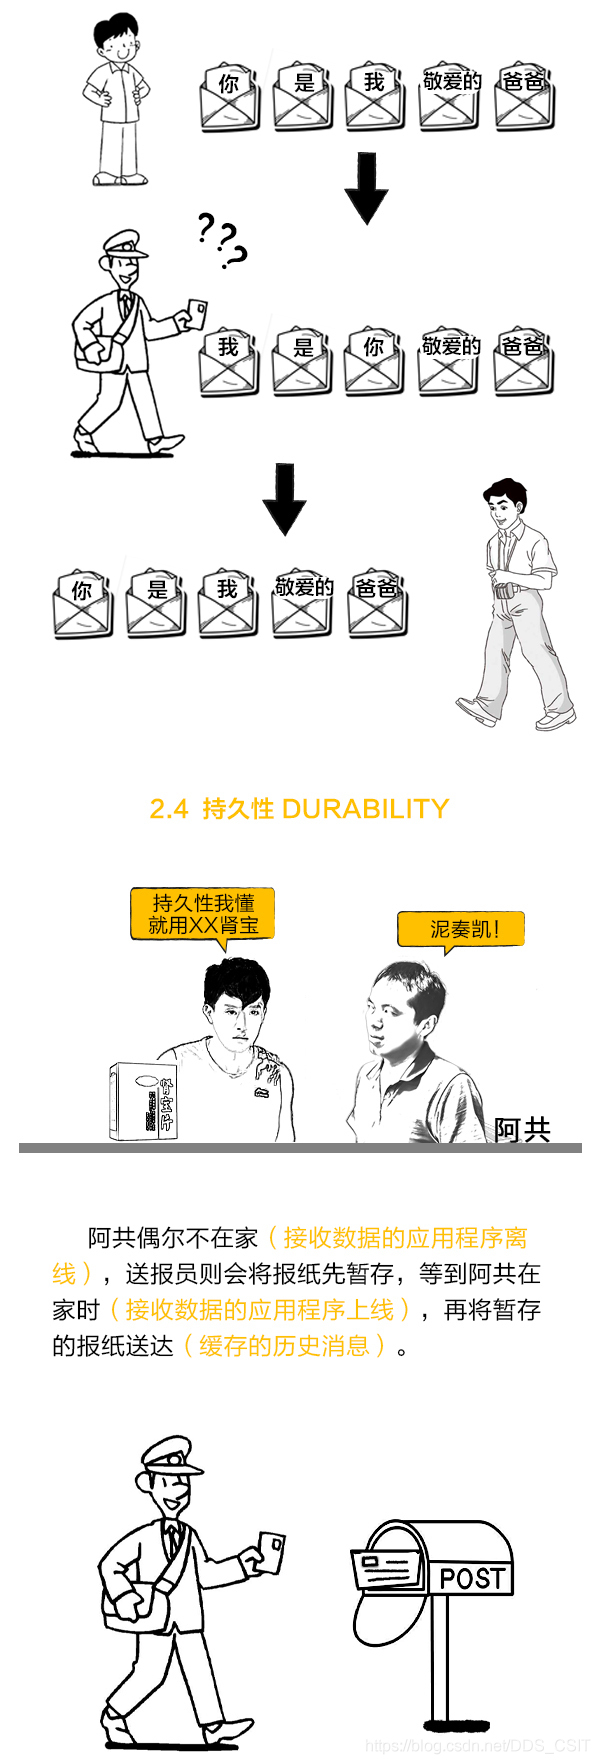 你 是 我 敬爱的 爸爸
???
我 是 你 敬爱的 爸爸
你 是 我 敬爱的 爸爸
2.4 持久性 DURABILITY
持久性我懂
就用XX肾宝
泥奏凯!
肾宝片
阿共
阿共偶尔不在家（接收数据的应用程序离
线），送报员则会将报纸先暂存，等到阿共在
家时（接收数据的应用程序上线），再将暂存
的报纸送达（缓存的历史消息）。
POST
https://blog.csdn.net/DDS_CSIT